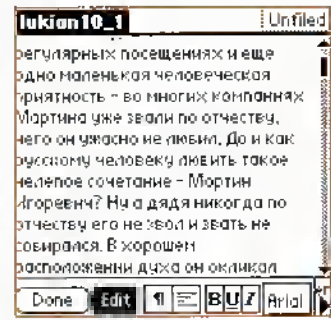 lukian10_1
Unfiled
регулярных посещениях и еще
одно маленькая человеческая
приятность - во многих компаниях
Мартина уже звали по отчеству,
чего он ужасно не любил. Да и как
русскому человеку любить такое
нелепое сочетание - Мартин
Игоревич? Ну а дядя никогда по
отчеству его не звал и звать не
собирался. В хорошем
расположении духа он окликал
Done Edit ¶ B U I Arial